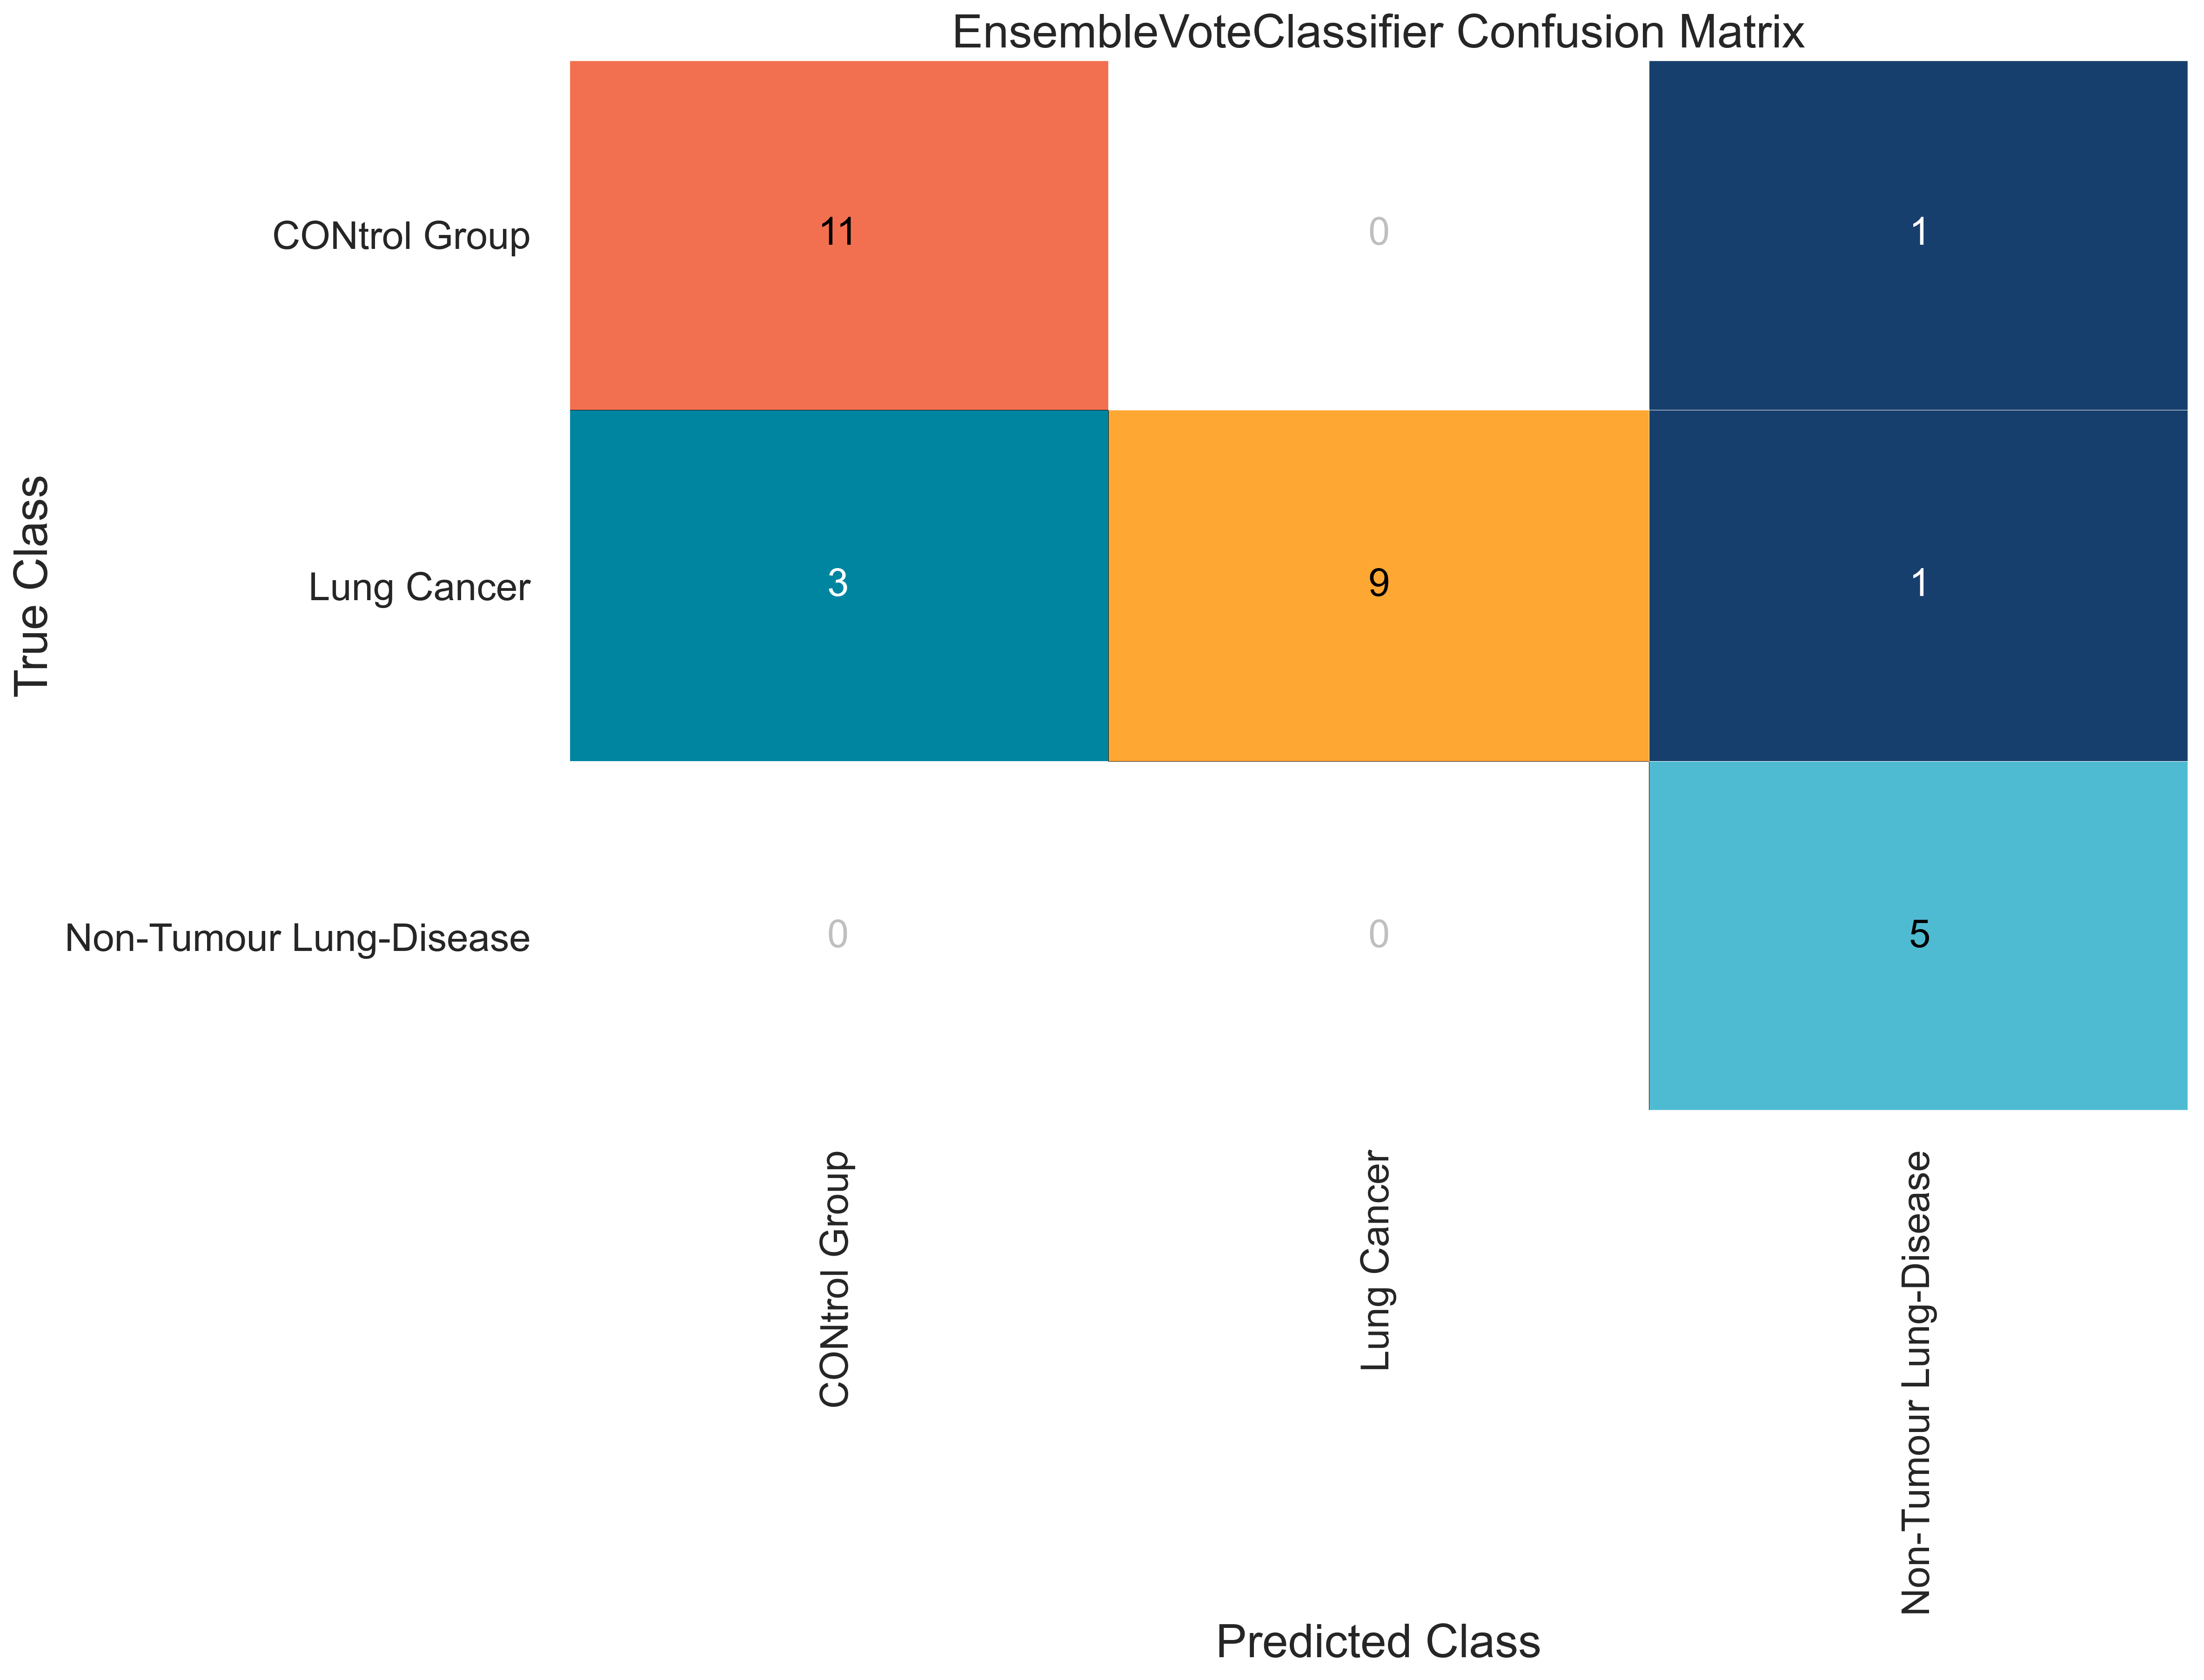 EnsembleVoteClassifier Confusion Matrix
True Class
CONtrol Group
11
0
1
Lung Cancer
3
9
1
Non-Tumour Lung-Disease
0
0
5
CONtrol Group
Lung Cancer
Non-Tumour Lung-Disease
Predicted Class